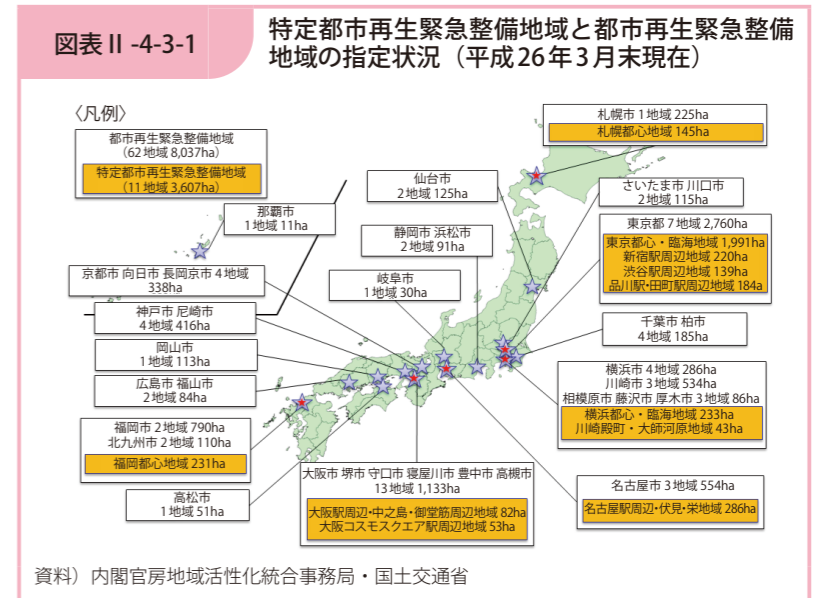 図表Ⅱ-4-3-1
特定都市再生緊急整備地域と都市再生緊急整備
地域の指定状況（平成26年3月末現在）
〈凡例〉
都市再生緊急整備地域
（62地域 8,037ha）
特定都市再生緊急整備地域
（11地域 3,607ha）
札幌市 1地域 225ha
札幌都心地域 145ha
仙台市
2地域 125ha
さいたま市 川口市
2地域 115ha
那覇市
1地域 11ha
静岡市 浜松市
2地域 91ha
東京都 7地域 2,760ha
東京都心・臨海地域 1,991ha
新宿駅周辺地域 220ha
渋谷駅周辺地域 139ha
品川駅・田町駅周辺地域 184a
京都市 向日市 長岡京市 4地域
338ha
岐阜市
1地域 30ha
神戸市 尼崎市
4地域 416ha
千葉市 柏市
4地域 185ha
岡山市
1地域 113ha
広島市 福山市
2地域 84ha
横浜市 4地域 286ha
川崎市 3地域 534ha
相模原市 藤沢市 厚木市 3地域 86ha
横浜都心・臨海地域 233ha
川崎殿町・大師河原地域 43ha
福岡市 2地域 790ha
北九州市 2地域 110ha
福岡都心地域 231ha
高松市
1地域 51ha
大阪市 堺市 守口市 寝屋川市 豊中市 高槻市
13地域 1,133ha
大阪駅周辺・中之島・御堂筋周辺地域 82ha
大阪コスモスクエア駅周辺地域 53ha
名古屋市 3地域 554ha
名古屋駅周辺・伏見・栄地域 286ha
資料）内閣官房地域活性化統合事務局・国土交通省